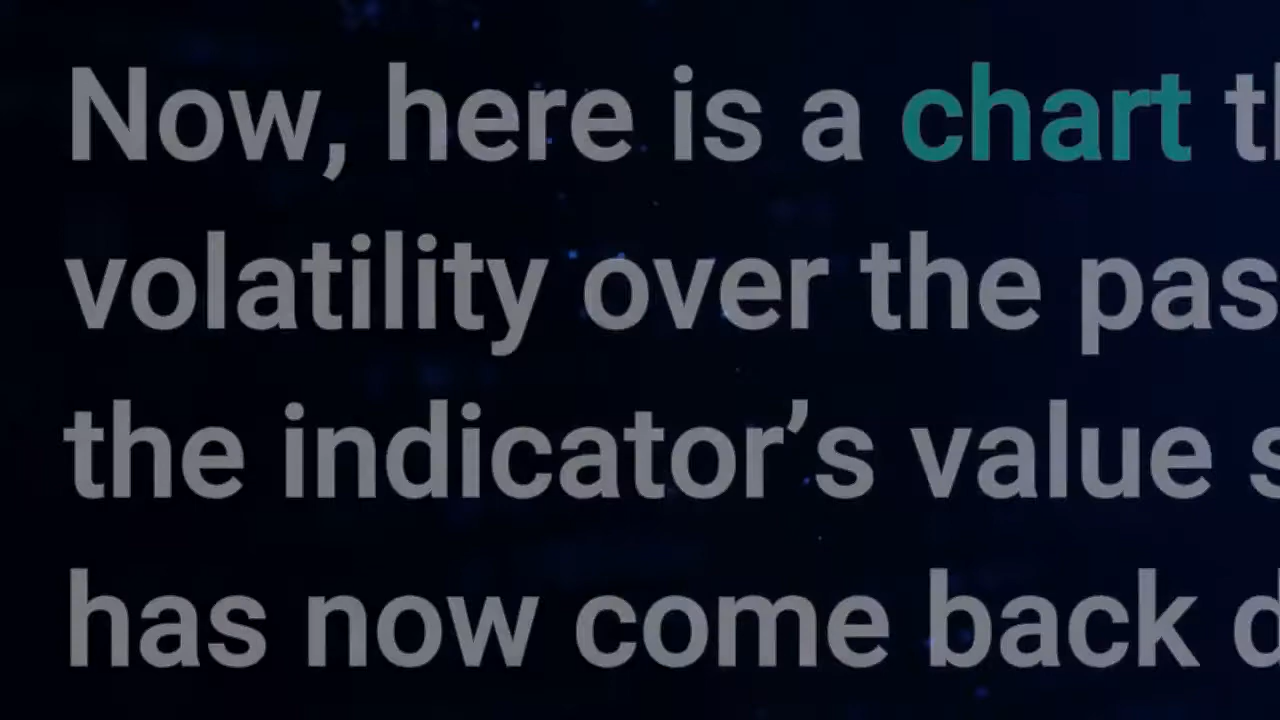 Now, here is a chart
volatility over the
the indicator’s value
has now come back